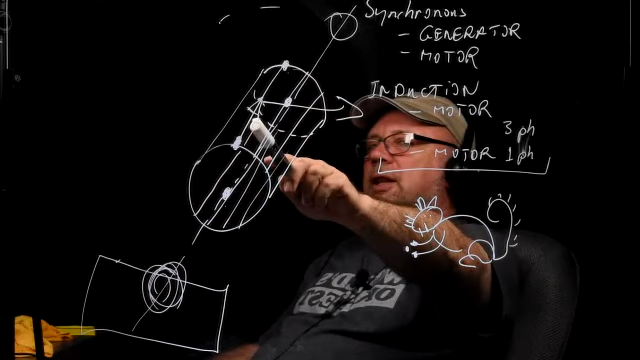 Synchronous
- GENERATOR
- MOTOR
INDUCTION
- MOTOR 3 ph
- MOTOR 1 ph